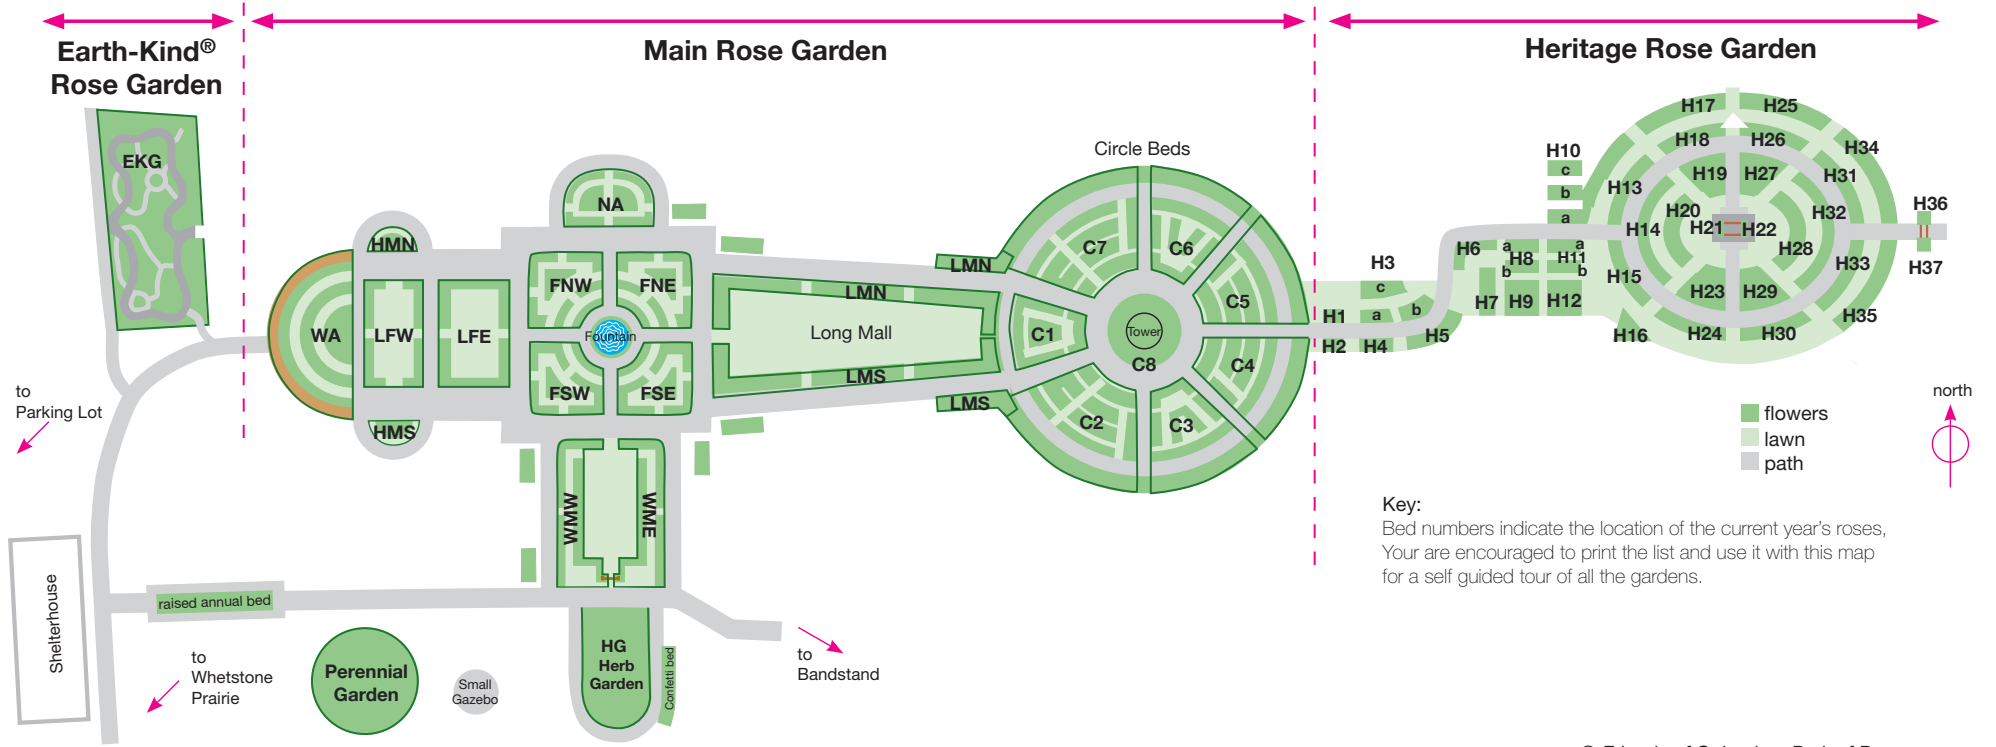 Earth-Kind®
Rose Garden
Main Rose Garden
Heritage Rose Garden
EKG
to
Parking Lot
Shelterhouse
raised annual bed
to
Whetstone
Prairie
Perennial
Garden
Small
Gazebo
WA
HMN
HMS
LFW
LFE
NA
FNW
FNE
Fountain
FSW
FSE
WMW
WME
HG
Herb
Garden
Confetti bed
to
Bandstand
LMN
LMN
Long Mall
LMS
LMS
Circle Beds
C7
C6
C5
C1
Tower
C8
C4
C2
C3
H1
H2
H3
c
a
b
H4
H5
H6
H7
a
H8
b
H9
H10
c
b
a
a
H11
b
H12
H13
H14
H15
H16
H17
H18
H19
H20
H21
H22
H23
H24
H25
H26
H27
H28
H29
H30
H31
H32
H33
H34
H35
H36
H37
flowers
lawn
path
north
Key:
Bed numbers indicate the location of the current year's roses,
Your are encouraged to print the list and use it with this map
for a self guided tour of all the gardens.